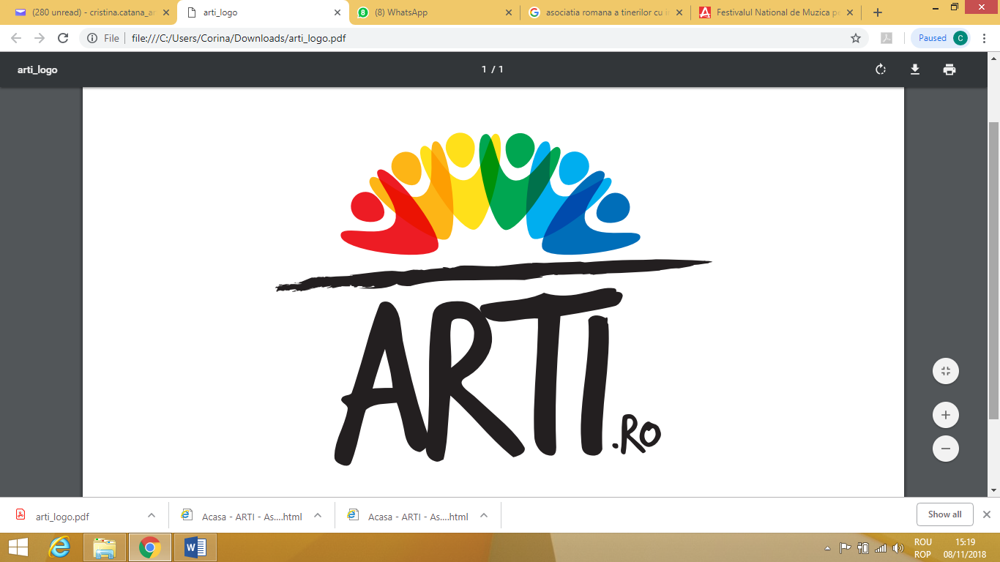 (280 unread) - cristina.catana_ar
arti_logo
(8) WhatsApp
asociatia romana a tinerilor cu i
Festivalul National de Muzica p
File file:///C:/Users/Corina/Downloads/arti_logo.pdf
Paused C
arti_logo
1 / 1
ARTI.RO
arti_logo.pdf
Acasa - ARTI - As....html
Acasa - ARTI - As....html
Show all
ROU 15:19
ROP 08/11/2018